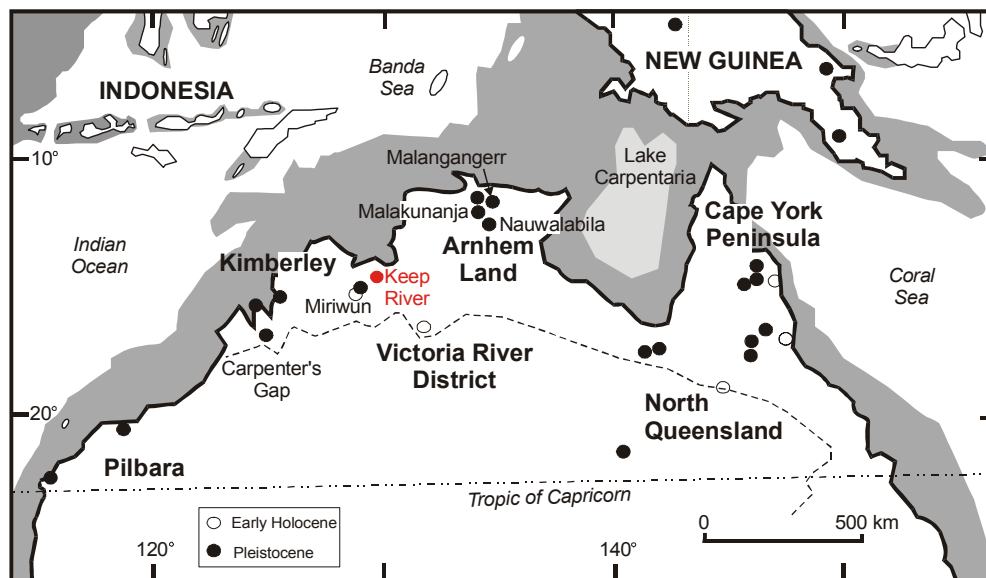 Banda
Sea
NEW GUINEA
INDONESIA
10°
Malangangerr
Lake
Carpentaria
Malakunanja
Nauwalabila
Cape York
Peninsula
Indian
Ocean
Arnhem
Land
Kimberley
Keep
River
Miriwun
Coral
Sea
Victoria River
District
Carpenter's
Gap
20°
North
Queensland
Pilbara
Tropic of Capricorn
Early Holocene
Pleistocene
0 500 km
120° 140°